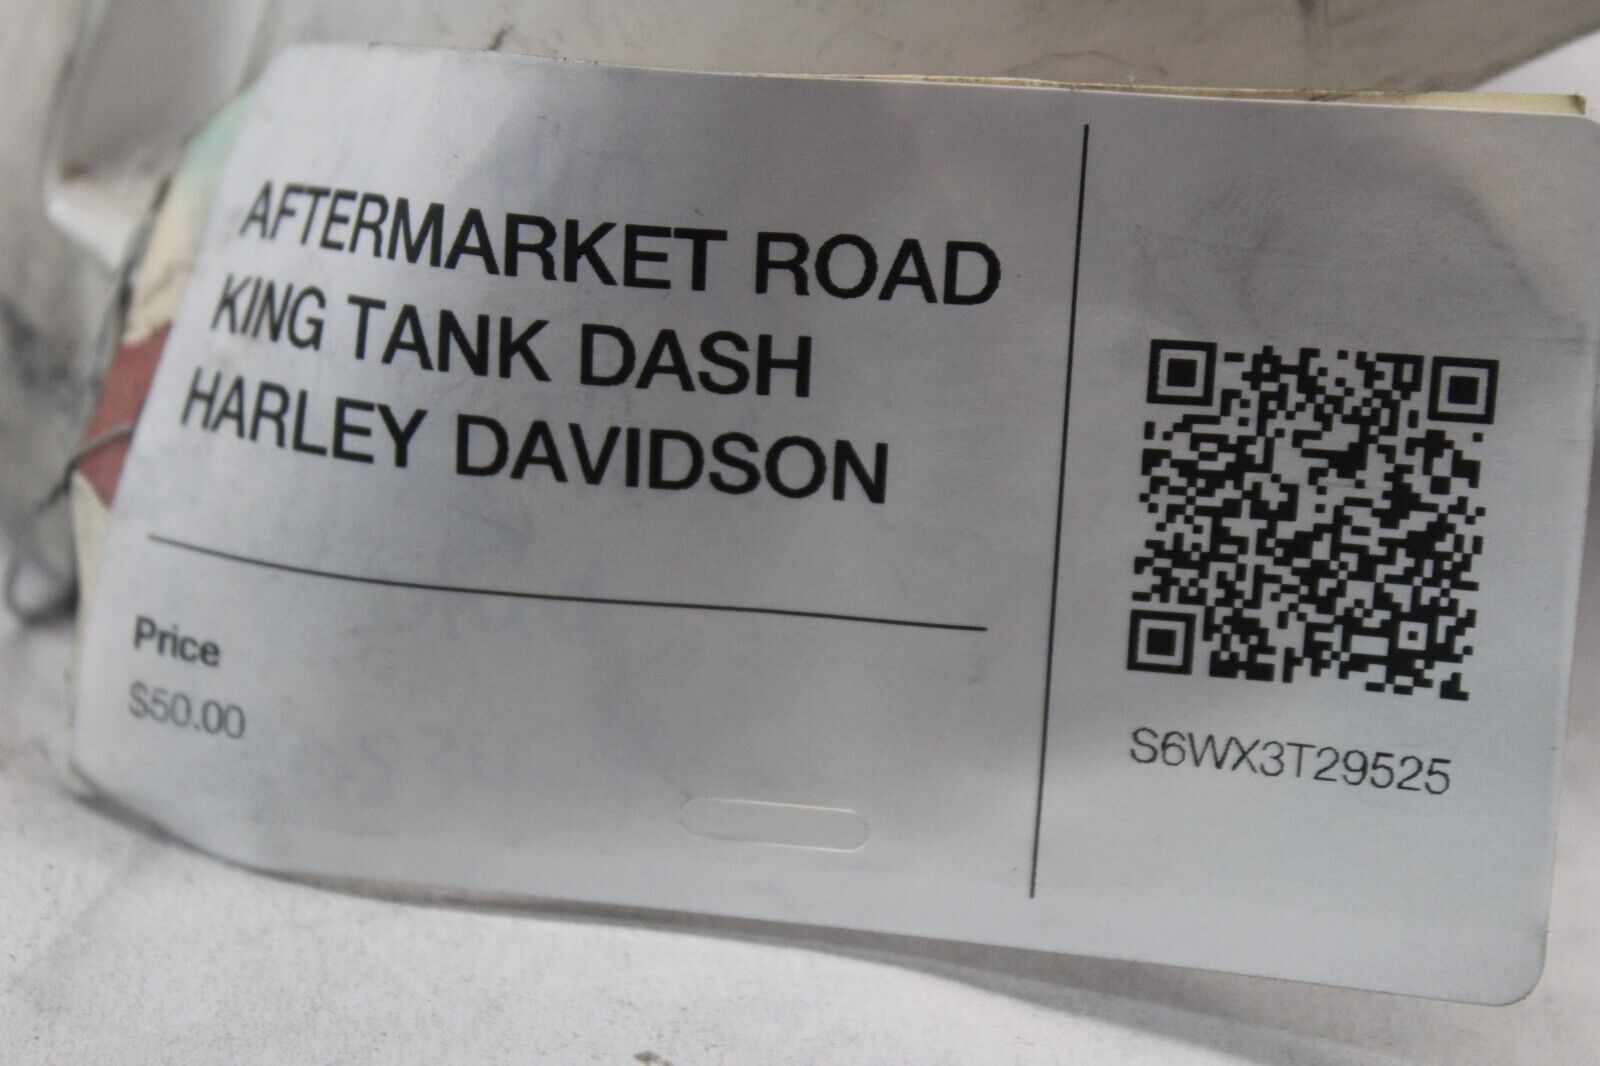 AFTERMARKET ROAD
KING TANK DASH
HARLEY DAVIDSON
Price
$50.00
S6WX3T29525